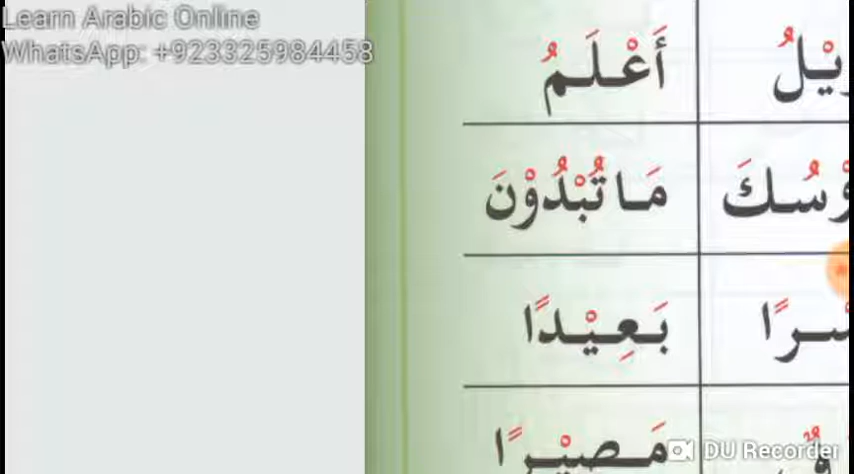 Learn Arabic Online
WhatsApp: +923325984458
أَعْلَمُ
مَا تُبْدُوْنَ
بَعِيْدًا
مَصِيْرًا
DU Recorder